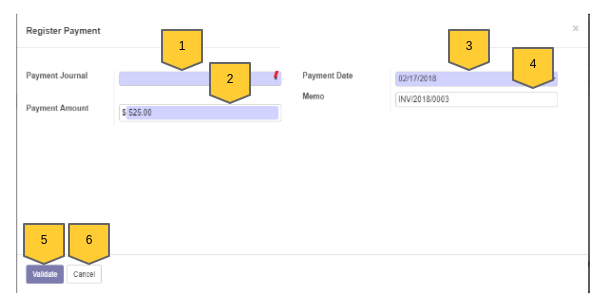 Register Payment
×
1
3
2
4
Payment Journal
Payment Date
02/17/2018
Memo
INV/2018/0003
Payment Amount
$ 525.00
5
6
Validate
Cancel